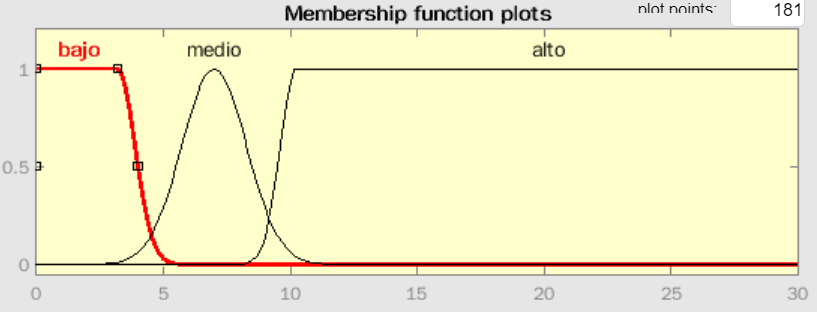 Membership function plots
plot points: 181
bajo medio alto
1
0.5
0
0 5 10 15 20 25 30